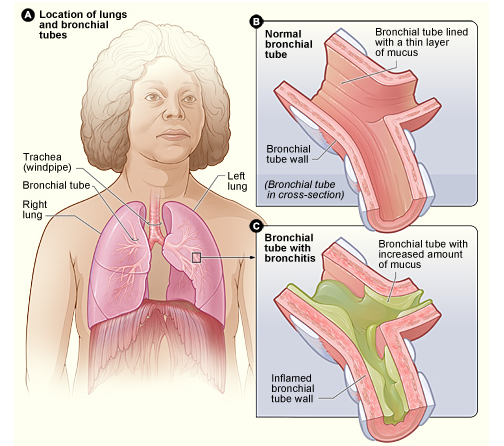 A Location of lungs
and bronchial
tubes
Trachea
(windpipe)
Bronchial tube
Right
lung
Left
lung
B
Normal
bronchial
tube
Bronchial tube lined
with a thin layer
of mucus
Bronchial
tube wall
(Bronchial tube
in cross-section)
C
Bronchial
tube with
bronchitis
Bronchial tube with
increased amount
of mucus
Inflamed
bronchial
tube wall